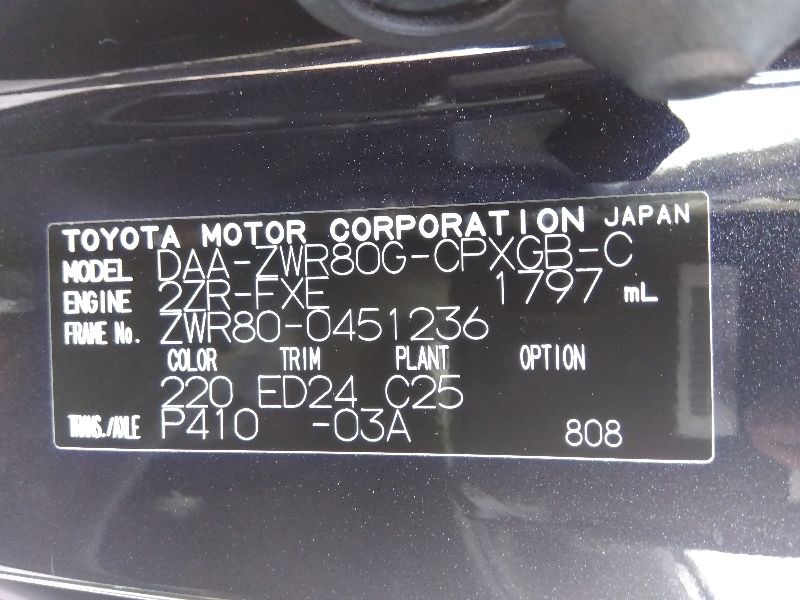 TOYOTA MOTOR CORPORATION JAPAN
MODEL DAA-ZWR80G-CPXGB-C
ENGINE 2ZR-FXE 1797 mL
FRAME No. ZWR80-0451236
COLOR TRIM PLANT OPTION
220 ED24 C25
TRANS./AXLE P410 -03A 808